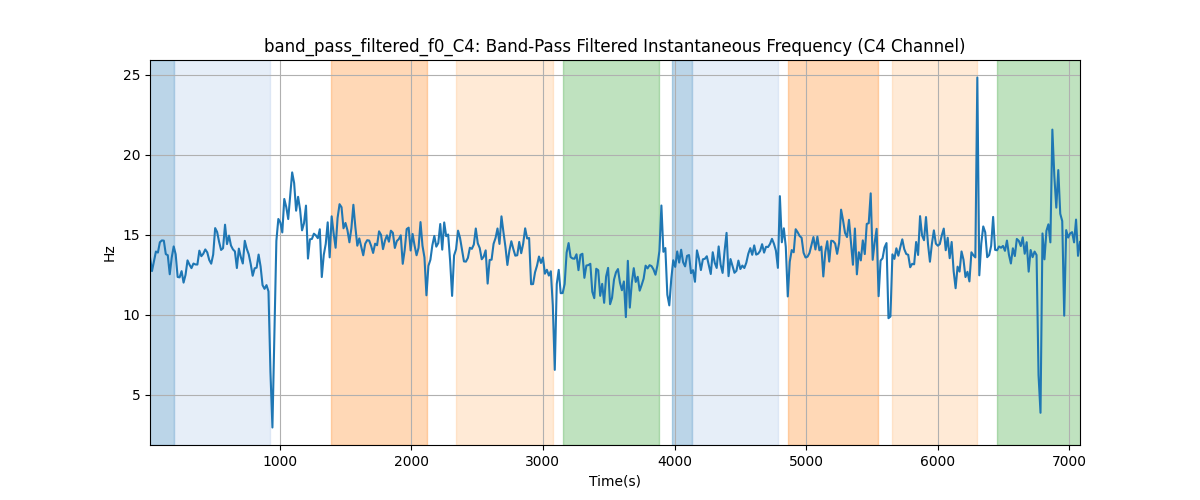 band_pass_filtered_f0_C4: Band-Pass Filtered Instantaneous Frequency (C4 Channel)
25
20
15
10
5
Hz
1000 2000 3000 4000 5000 6000 7000
Time(s)